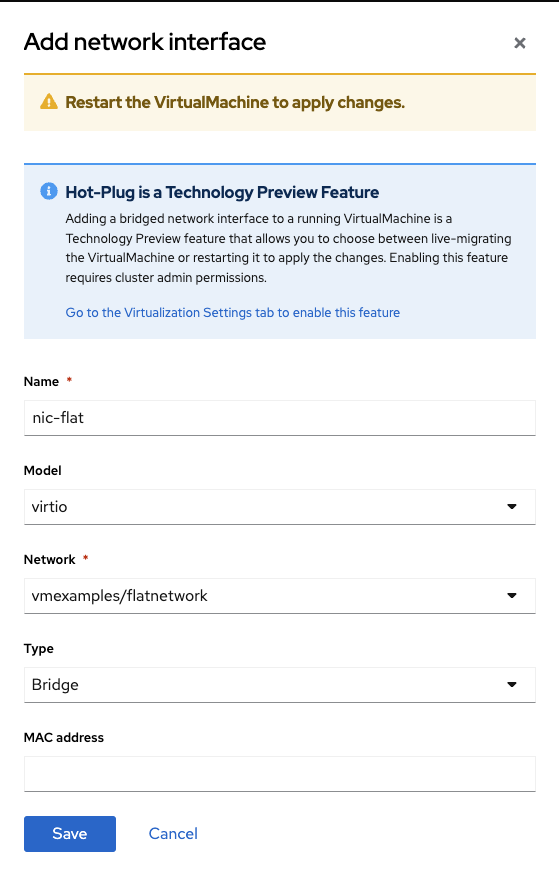 Add network interface
Restart the VirtualMachine to apply changes.
Hot-Plug is a Technology Preview Feature
Adding a bridged network interface to a running VirtualMachine is a
Technology Preview feature that allows you to choose between live-migrating
the VirtualMachine or restarting it to apply the changes. Enabling this feature
requires cluster admin permissions.
Go to the Virtualization Settings tab to enable this feature
Name *
nic-flat
Model
virtio
Network *
vmexamples/flatnetwork
Type
Bridge
MAC address
Save Cancel